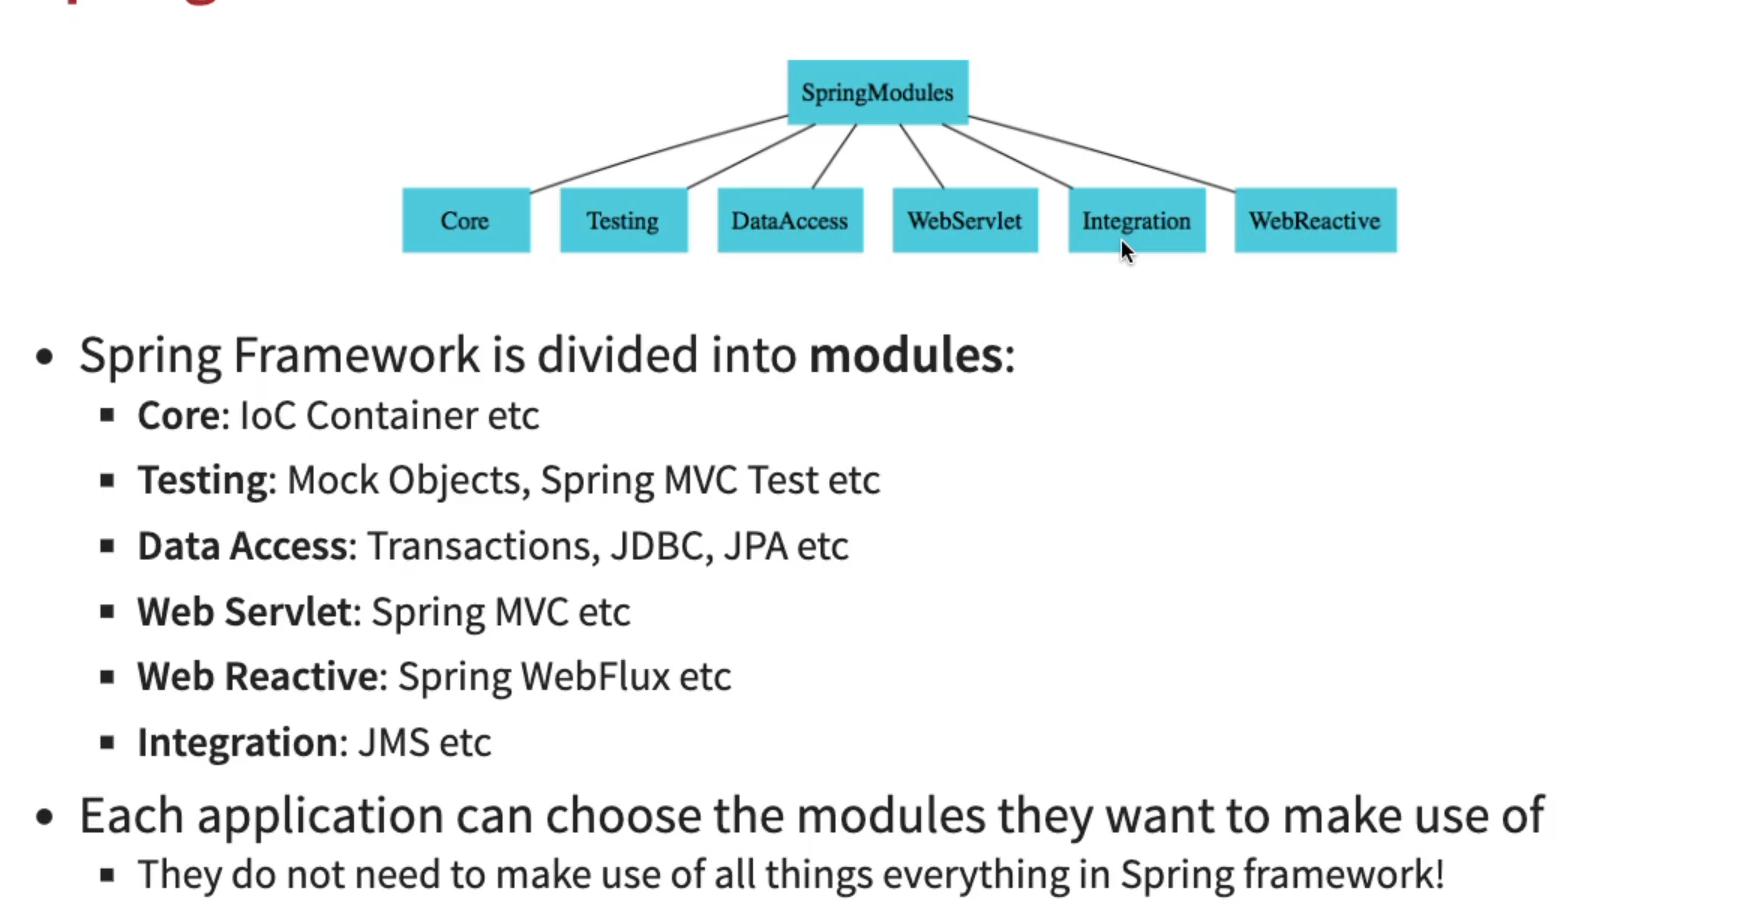 SpringModules
Core Testing DataAccess WebServlet Integration WebReactive
• Spring Framework is divided into modules:
▪ Core: IoC Container etc
▪ Testing: Mock Objects, Spring MVC Test etc
▪ Data Access: Transactions, JDBC, JPA etc
▪ Web Servlet: Spring MVC etc
▪ Web Reactive: Spring WebFlux etc
▪ Integration: JMS etc
• Each application can choose the modules they want to make use of
▪ They do not need to make use of all things everything in Spring framework!